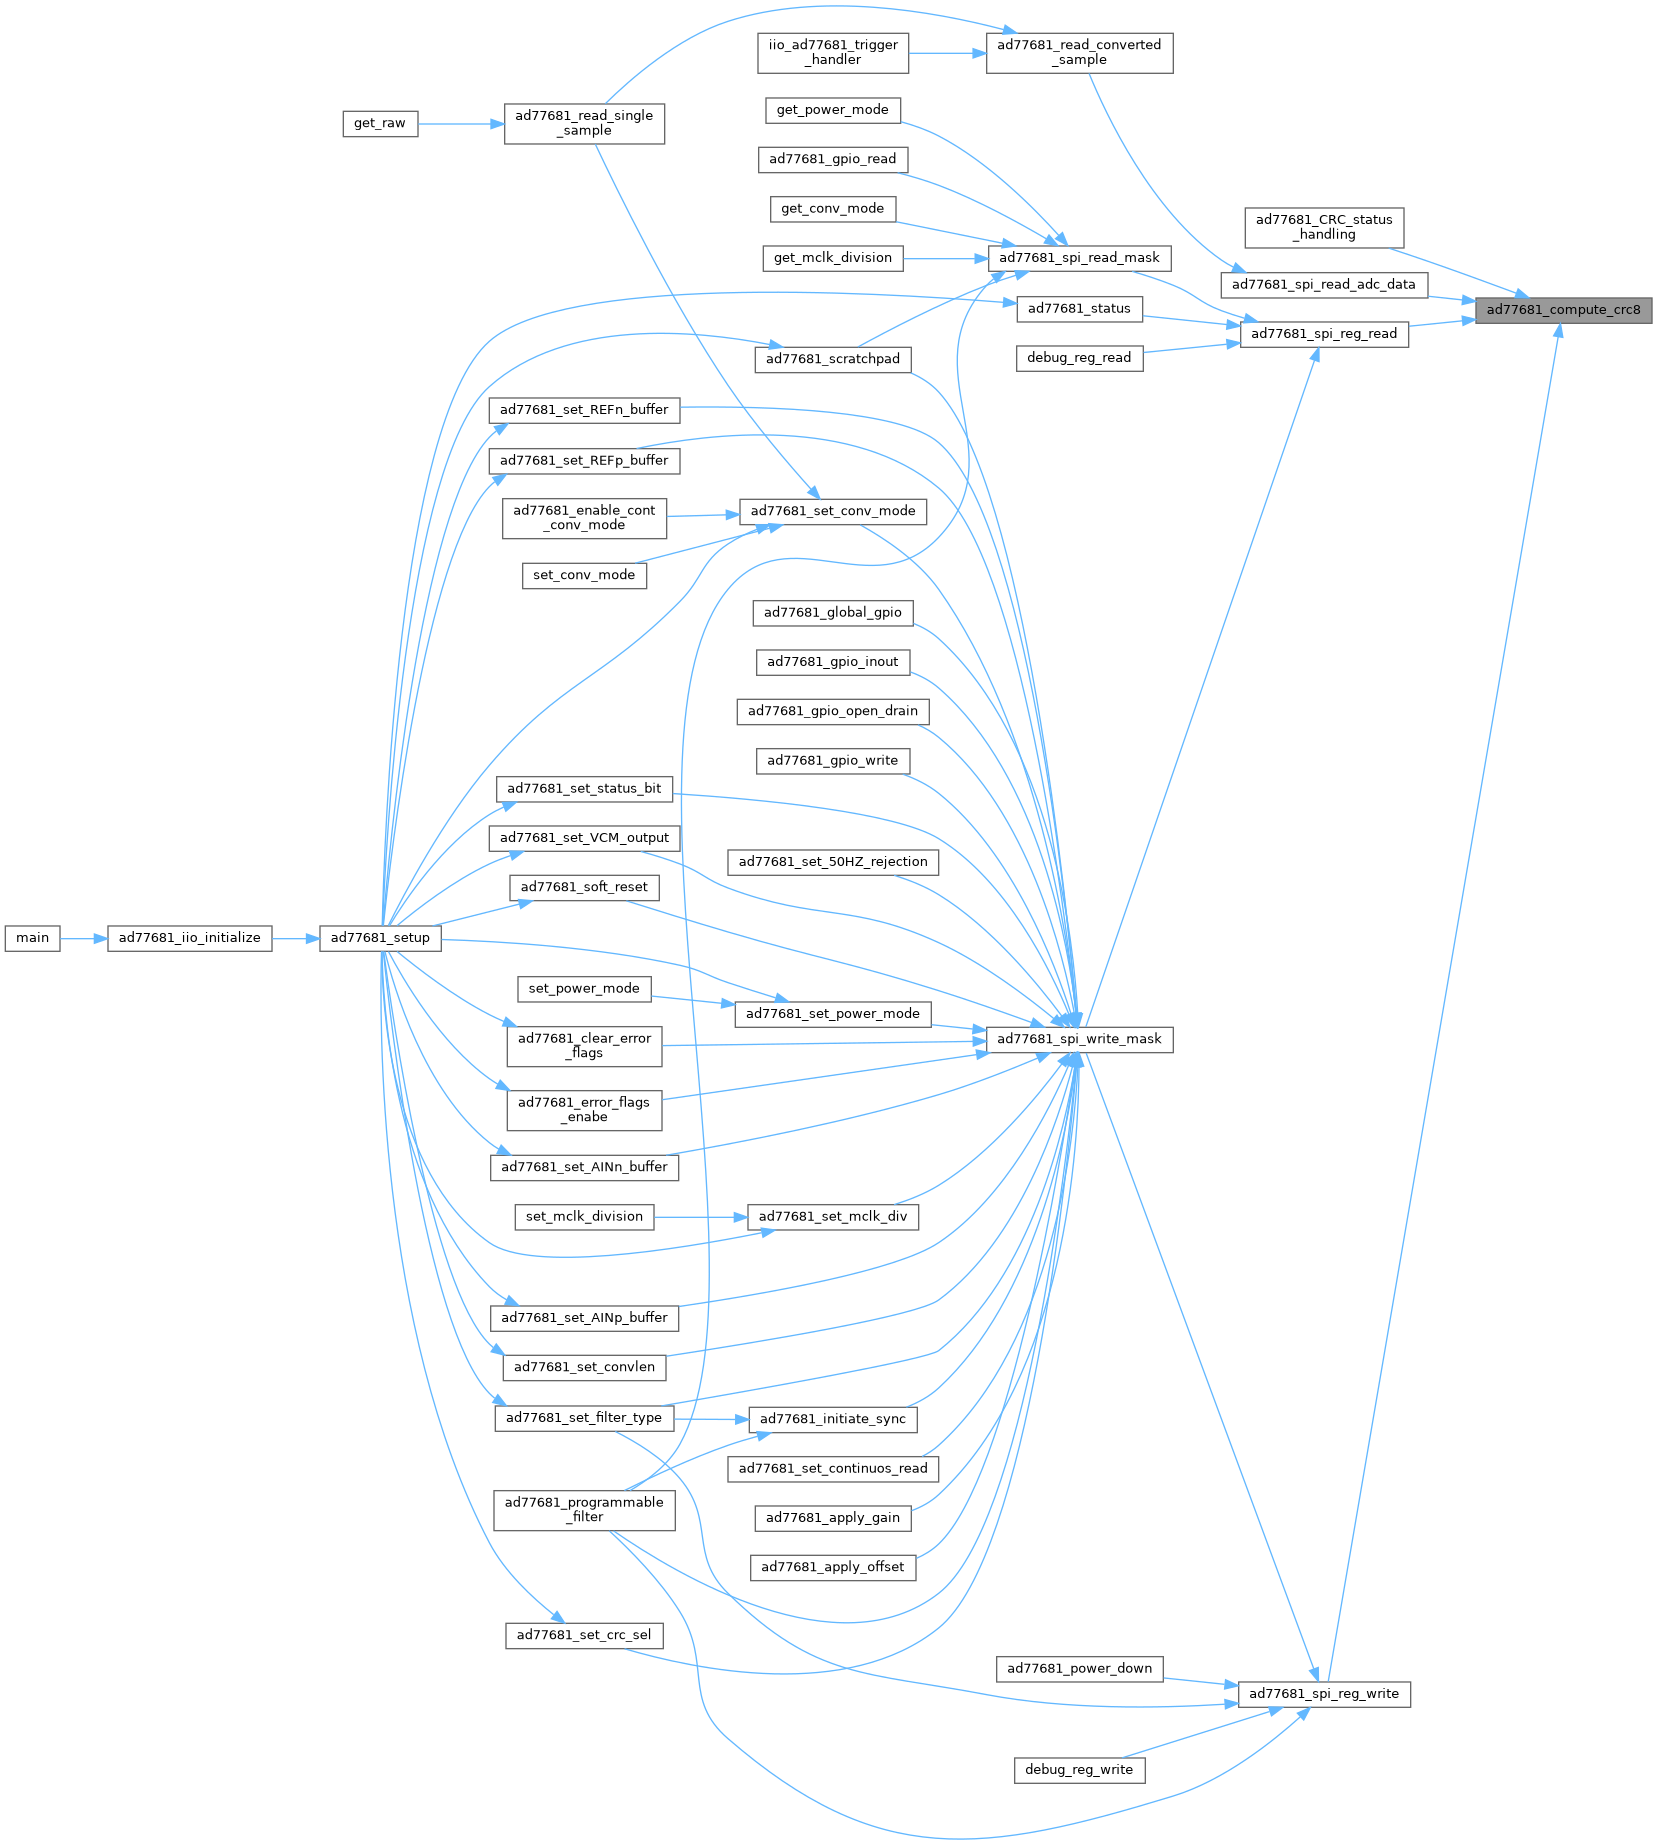 iio_ad77681_trigger
_handler
ad77681_read_converted
_sample
get_power_mode
get_raw
ad77681_read_single
_sample
ad77681_gpio_read
get_conv_mode
ad77681_CRC_status
_handling
get_mclk_division
ad77681_spi_read_mask
ad77681_spi_read_adc_data
ad77681_status
ad77681_compute_crc8
ad77681_spi_reg_read
debug_reg_read
ad77681_scratchpad
ad77681_set_REFn_buffer
ad77681_set_REFp_buffer
ad77681_enable_cont
_conv_mode
ad77681_set_conv_mode
set_conv_mode
ad77681_global_gpio
ad77681_gpio_inout
ad77681_gpio_open_drain
ad77681_gpio_write
ad77681_set_status_bit
ad77681_set_VCM_output
ad77681_set_50HZ_rejection
ad77681_soft_reset
main
ad77681_iio_initialize
ad77681_setup
set_power_mode
ad77681_set_power_mode
ad77681_clear_error
_flags
ad77681_spi_write_mask
ad77681_error_flags
_enabe
ad77681_set_AINn_buffer
set_mclk_division
ad77681_set_mclk_div
ad77681_set_AINp_buffer
ad77681_set_convlen
ad77681_set_filter_type
ad77681_initiate_sync
ad77681_set_continuos_read
ad77681_programmable
_filter
ad77681_apply_gain
ad77681_apply_offset
ad77681_set_crc_sel
ad77681_power_down
ad77681_spi_reg_write
debug_reg_write